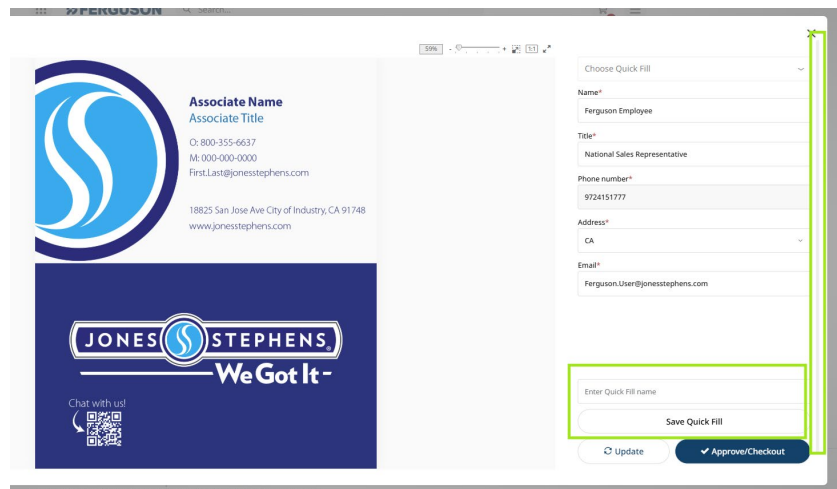 FERGUSON
Search...
59%
-
+
1:1
Choose Quick Fill
Name*
Ferguson Employee
Title*
National Sales Representative
Phone number*
9724151777
Address*
CA
Email*
Ferguson.User@jonesstephens.com
Enter Quick Fill name
Save Quick Fill
Update
Approve/Checkout
Associate Name
Associate Title
O: 800-355-6637
M: 000-000-0000
First.Last@jonesstephens.com
18825 San Jose Ave City of Industry, CA 91748
www.jonesstephens.com
JONES STEPHENS®
We Got It-
Chat with us!